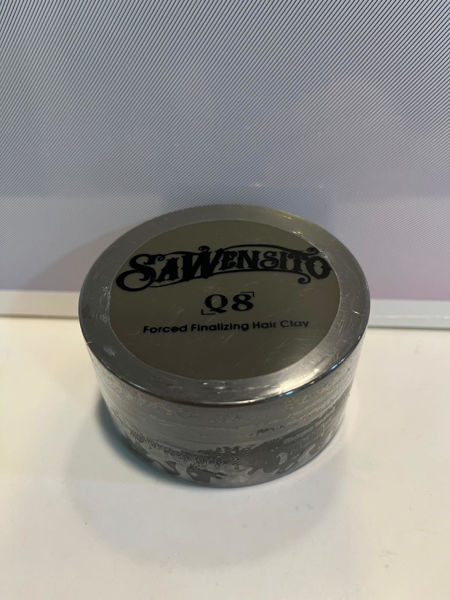 SAWENSITO
Q8
Forced Finalizing Hair Clay